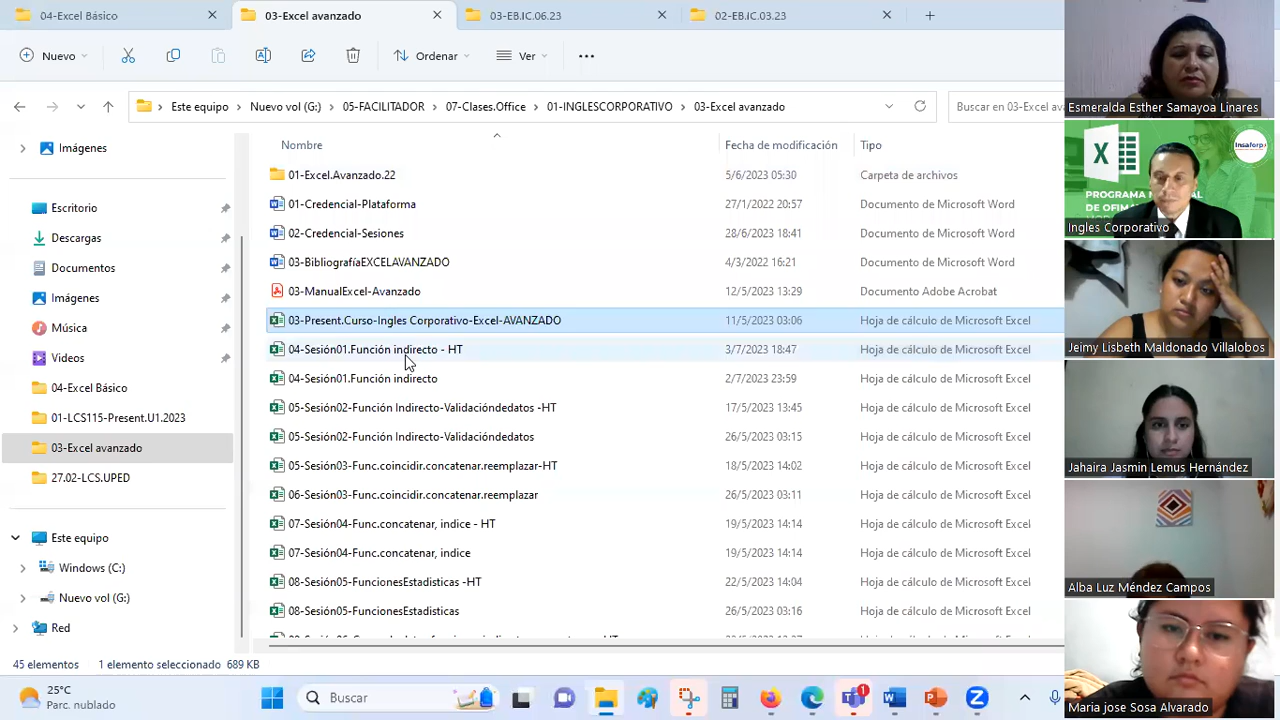 04-Excel Básico
03-Excel avanzado
03-EB.IC.06.23
02-EB.IC.03.23
Nuevo
Ordenar
Ver
Este equipo
Nuevo vol (G:)
05-FACILITADOR
07-Clases.Office
01-INGLESCORPORATIVO
03-Excel avanzado
Buscar en 03-Excel
Imágenes
Escritorio
Descargas
Documentos
Imágenes
Música
Videos
04-Excel Básico
01-LCS115-Present.U1.2023
03-Excel avanzado
27.02-LCS.UPED
Este equipo
Windows (C:)
Nuevo vol (G:)
Red
Nombre Fecha de modificación Tipo
01-Excel.Avanzado.22 5/6/2023 05:30 Carpeta de archivos
01-Credencial-Plataforma 27/1/2022 20:57 Documento de Microsoft Word
02-Credencial-Sesiones 28/6/2023 18:41 Documento de Microsoft Word
03-BibliografíaEXCELAVANZADO 4/3/2022 16:21 Documento de Microsoft Word
03-ManualExcel-Avanzado 12/5/2023 13:29 Documento Adobe Acrobat
03-Present.Curso-Ingles Corporativo-Excel-AVANZADO 11/5/2023 03:06 Hoja de cálculo de Microsoft Excel
04-Sesión01.Función indirecto - HT 3/7/2023 18:47 Hoja de cálculo de Microsoft Excel
04-Sesión01.Función indirecto 2/7/2023 23:59 Hoja de cálculo de Microsoft Excel
05-Sesión02-Función Indirecto-Validacióndedatos -HT 17/5/2023 13:45 Hoja de cálculo de Microsoft Excel
05-Sesión02-Función Indirecto-Validacióndedatos 26/5/2023 03:15 Hoja de cálculo de Microsoft Excel
05-Sesión03-Func.coincidir.concatenar.reemplazar-HT 18/5/2023 14:02 Hoja de cálculo de Microsoft Excel
06-Sesión03-Func.coincidir.concatenar.reemplazar 26/5/2023 03:11 Hoja de cálculo de Microsoft Excel
07-Sesión04-Func.concatenar, indice - HT 19/5/2023 14:14 Hoja de cálculo de Microsoft Excel
07-Sesión04-Func.concatenar, indice 19/5/2023 14:14 Hoja de cálculo de Microsoft Excel
08-Sesión05-FuncionesEstadisticas -HT 22/5/2023 14:04 Hoja de cálculo de Microsoft Excel
08-Sesión05-FuncionesEstadisticas 26/5/2023 03:16 Hoja de cálculo de Microsoft Excel
45 elementos 1 elemento seleccionado 689 KB
25°C
Parc. nublado
Buscar
1
Esmeralda Esther Samayoa Linares
X
Insaforp
PROGRAMA
DE
Ingles Corporativo
Jeimy Lisbeth Maldonado Villalobos
Jahaira Jasmin Lemus Hernández
Alba Luz Méndez Campos
Maria jose Sosa Alvarado